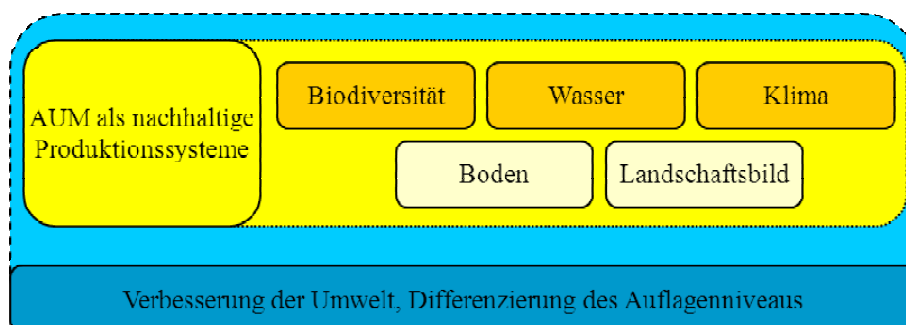 AUM als nachhaltige
Produktionssysteme
Biodiversität
Wasser
Klima
Boden
Landschaftsbild
Verbesserung der Umwelt, Differenzierung des Auflagenniveaus